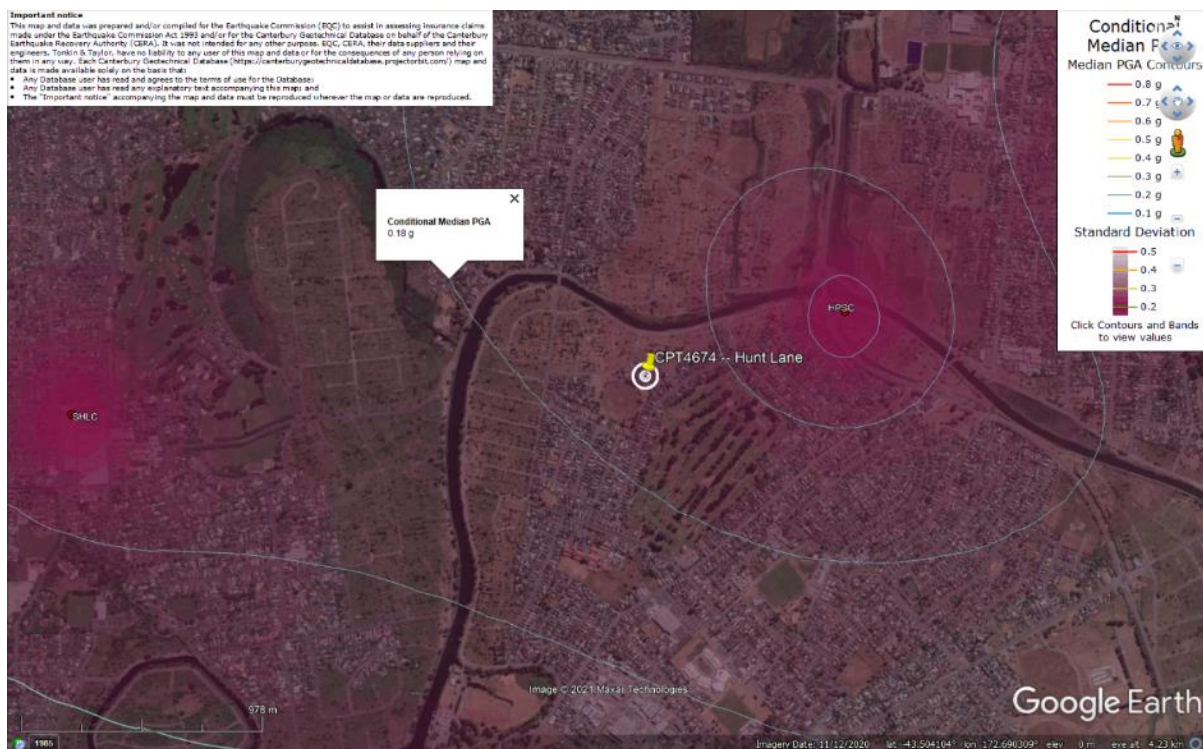 Important notice
This map and data was prepared and/or compiled for the Earthquake Commission (EQC) to assist in assessing insurance claims
made under the Earthquake Commission Act 1993 and/or for the Canterbury Geotechnical Database on behalf of the Canterbury
Earthquake Recovery Authority (CERA). It was not intended for any other purpose. EQC, CERA, their data suppliers and their
engineers, Tonkin & Taylor, have no liability to any user of this map and data or for the consequences of any person relying on
them in any way. Each Canterbury Geotechnical Database (https://canterburygeotechnicaldatabase.projectorbit.com/) map and
data is made available solely on the basis that:
• Any Database user has read and agrees to the terms of use for the Database;
• Any Database user has read any explanatory text accompanying this map; and
• The "Important notice" accompanying the map and data must be reproduced wherever the map or data are reproduced.
Conditional
Median
Median PGA Contours
0.8 g
0.7 g
0.6 g
0.5 g
0.4 g
0.3 g
0.2 g
0.1 g
Standard Deviation
0.5
0.4
0.3
0.2
Click Contours and Bands
to view values
N
Conditional Median PGA
0.18 g
HPSC
CPT4674 -- Hunt Lane
SHLC
Image © 2021 Maxar Technologies
Google Earth
978 m
1985
Imagery Date: 11/12/2020 lat -43.504104° lon 172.690309° elev 0 m eye alt 4.23 km